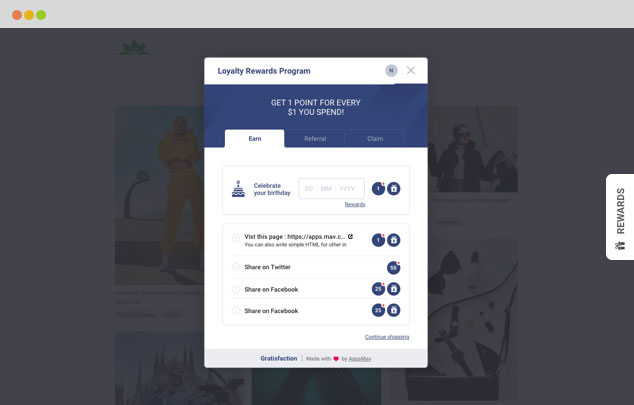 Loyalty Rewards Program
N
GET 1 POINT FOR EVERY
$1 YOU SPEND!
Earn
Referral
Claim
Celebrate
your birthday
DD MM YYYY
1
Rewards
Vist this page : https://apps.mav.c...
You can also write simple HTML for other in
1
Share on Twitter
50
Share on Facebook
25
Share on Facebook
25
Continue shopping
Gratisfaction | Made with ❤ by AppsMav
REWARDS